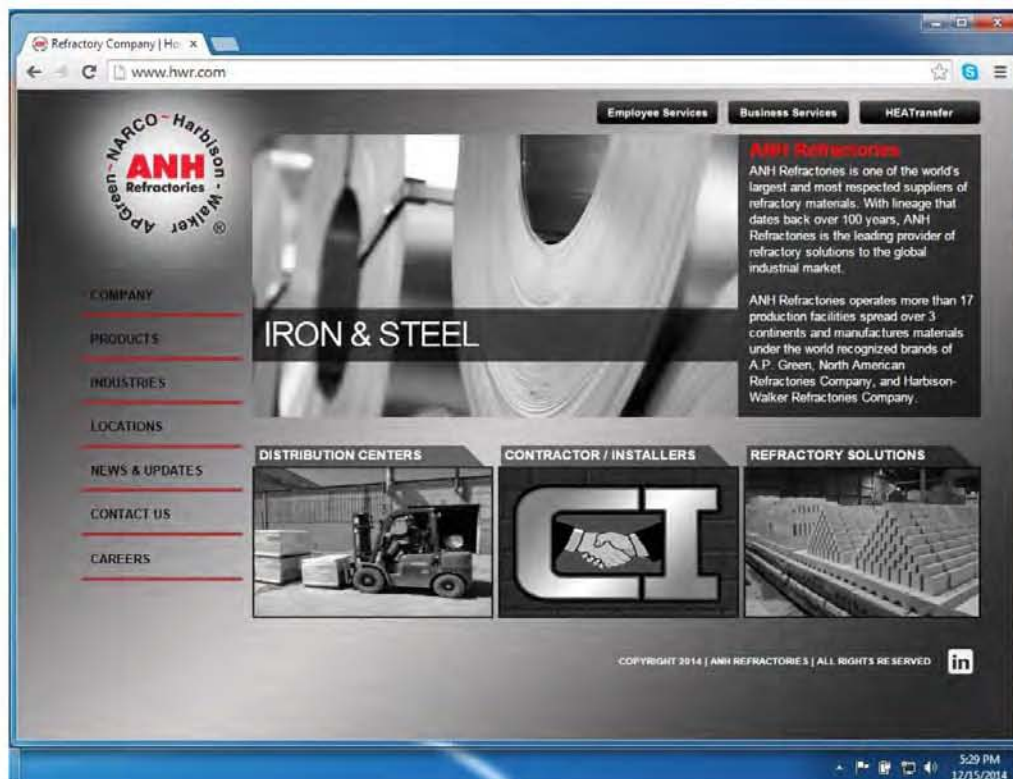 Refractory Company | Ho
www.hwr.com
Employee Services
Business Services
HEATransfer
APGreen ~ NARCO ~ Harbison - Walker ®
ANH
Refractories
COMPANY
PRODUCTS
INDUSTRIES
LOCATIONS
NEWS & UPDATES
CONTACT US
CAREERS
IRON & STEEL
ANH Refractories
ANH Refractories is one of the world's
largest and most respected suppliers of
refractory materials. With lineage that
dates back over 100 years, ANH
Refractories is the leading provider of
refractory solutions to the global
industrial market.
ANH Refractories operates more than 17
production facilities spread over 3
continents and manufactures materials
under the world recognized brands of
A.P. Green, North American
Refractories Company, and Harbison-
Walker Refractories Company.
DISTRIBUTION CENTERS
CONTRACTOR / INSTALLERS
REFRACTORY SOLUTIONS
CI
COPYRIGHT 2014 | ANH REFRACTORIES | ALL RIGHTS RESERVED
in
5:29 PM
12/15/2014